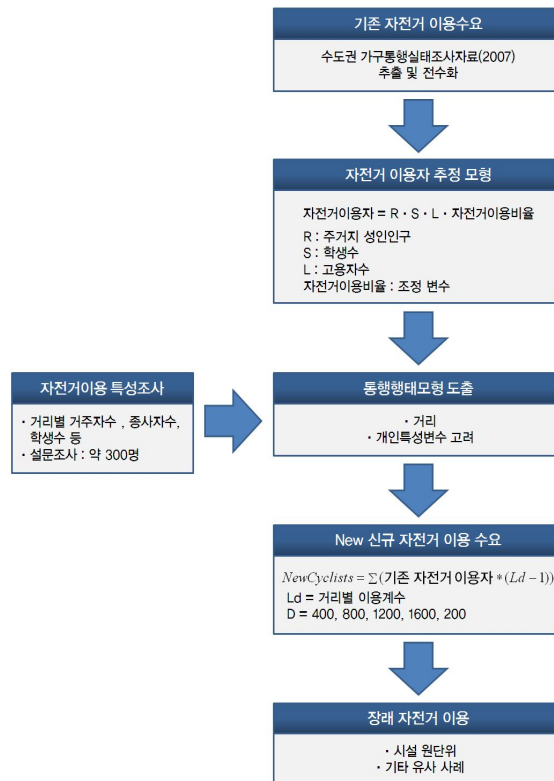 기존 자전거 이용수요
수도권 가구통행실태조사자료(2007)
추출 및 전수화
자전거 이용자 추정 모형
자전거이용자 = R · S · L · 자전거이용비율
R : 주거지 성인인구
S : 학생수
L : 고용자수
자전거이용비율 : 조정 변수
자전거이용 특성조사
· 거리별 거주자수 , 종사자수,
학생수 등
· 설문조사 : 약 300명
통행행태모형 도출
· 거리
· 개인특성변수 고려
New 신규 자전거 이용 수요
NewCyclists = Σ(기존 자전거 이용자 *(Ld -1))
Ld = 거리별 이용계수
D = 400, 800, 1200, 1600, 200
장래 자전거 이용
· 시설 원단위
· 기타 유사 사례